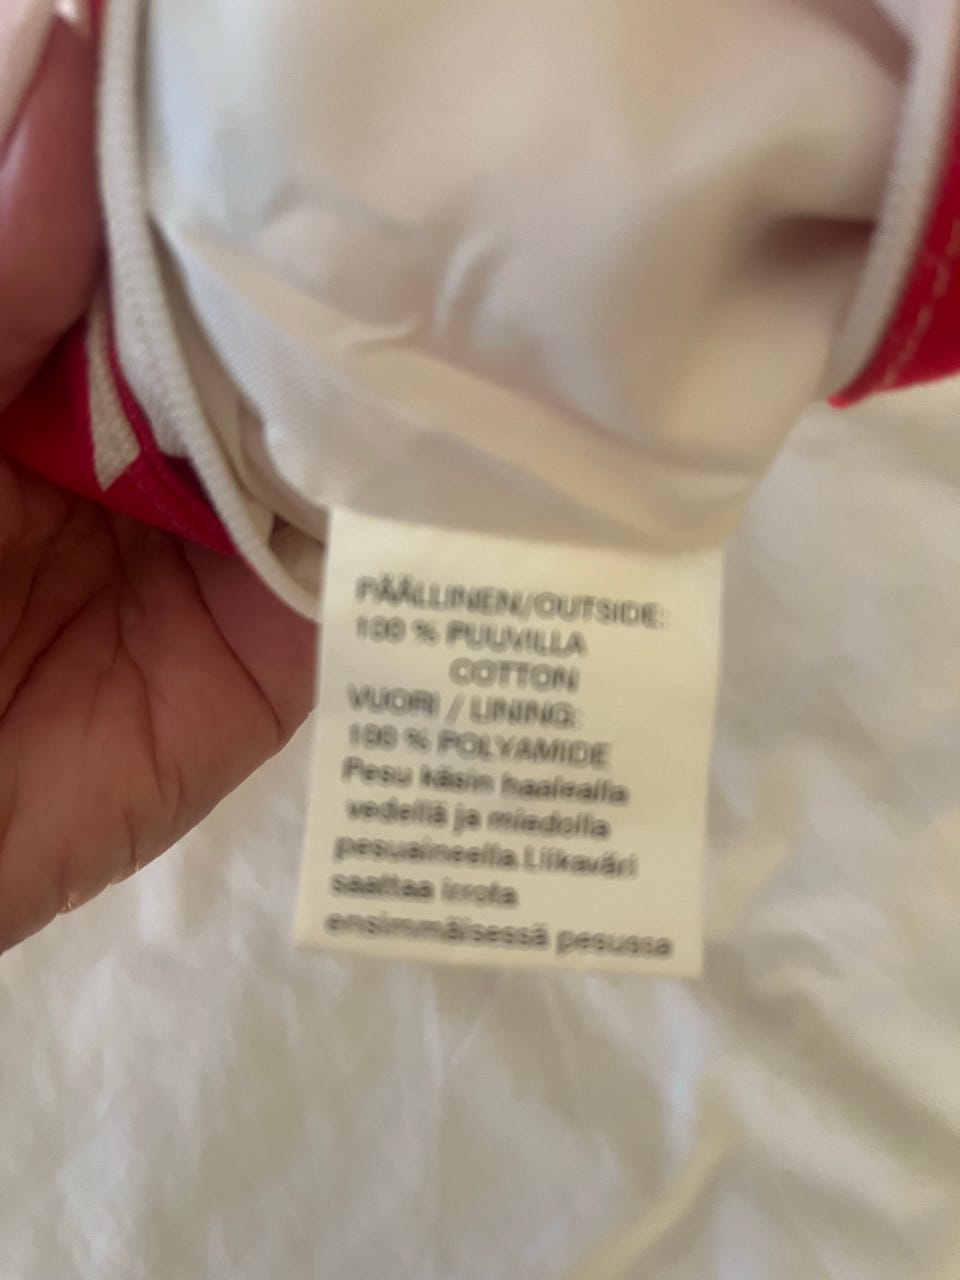 PÄÄLLINEN/OUTSIDE:
100 % PUUVILLA
COTTON
VUORI / LINING:
100 % POLYAMIDE
Pesu käsin haalealla
vedellä ja miedolla
pesuaineella.Liikaväri
saattaa irrota
ensimmäisessä pesussa